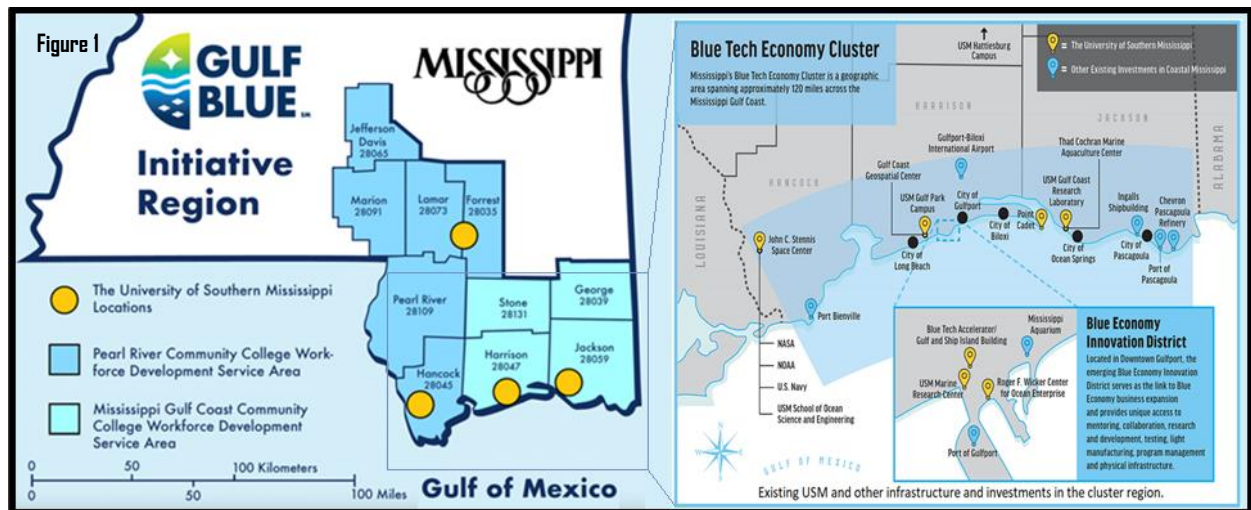 Figure 1
GULF
BLUE
SM
Initiative
Region
MISSISSIPPI
Jefferson
Davis
28065
Marion
28091
Lamar
28073
Forrest
28035
Pearl River
28109
Stone
28131
George
28039
Hancock
28045
Harrison
28047
Jackson
28059
The University of Southern Mississippi
Locations
Pearl River Community College Work-
force Development Service Area
Mississippi Gulf Coast Community
College Workforce Development
Service Area
0 50 100 Kilometers
0 50 100 Miles
Gulf of Mexico
Blue Tech Economy Cluster
Mississippi's Blue Tech Economy Cluster is a geographic
area spanning approximately 120 miles across the
Mississippi Gulf Coast.
USM Hattiesburg
Campus
= The University of Southern Mississippi
= Other Existing Investments in Coastal Mississippi
HARRISON
JACKSON
HANCOCK
LOUISIANA
ALABAMA
Gulfport-Biloxi
International Airport
Thad Cochran Marine
Aquaculture Center
Gulf Coast
Geospatial Center
USM Gulf Park
Campus
City of
Gulfport
USM Gulf Coast
Research
Laboratory
Ingalls
Shipbuilding
Chevron
Pascagoula
Refinery
John C. Stennis
Space Center
City of
Long Beach
City of
Biloxi
Point
Cadet
City of
Ocean Springs
City of
Pascagoula
Port of
Pascagoula
Port Bienville
NASA
NOAA
U.S. Navy
USM School of Ocean
Science and Engineering
Blue Tech Accelerator/
Gulf and Ship Island Building
Mississippi
Aquarium
USM Marine
Research Center
Roger F. Wicker Center
for Ocean Enterprise
Port of Gulfport
Blue Economy
Innovation District
Located in Downtown Gulfport, the
emerging Blue Economy Innovation
District serves as the link to Blue
Economy business expansion
and provides unique access to
mentoring, collaboration, research
and development, testing, light
manufacturing, program management
and physical infrastructure.
N
W E
S
GULF OF MEXICO
Existing USM and other infrastructure and investments in the cluster region.